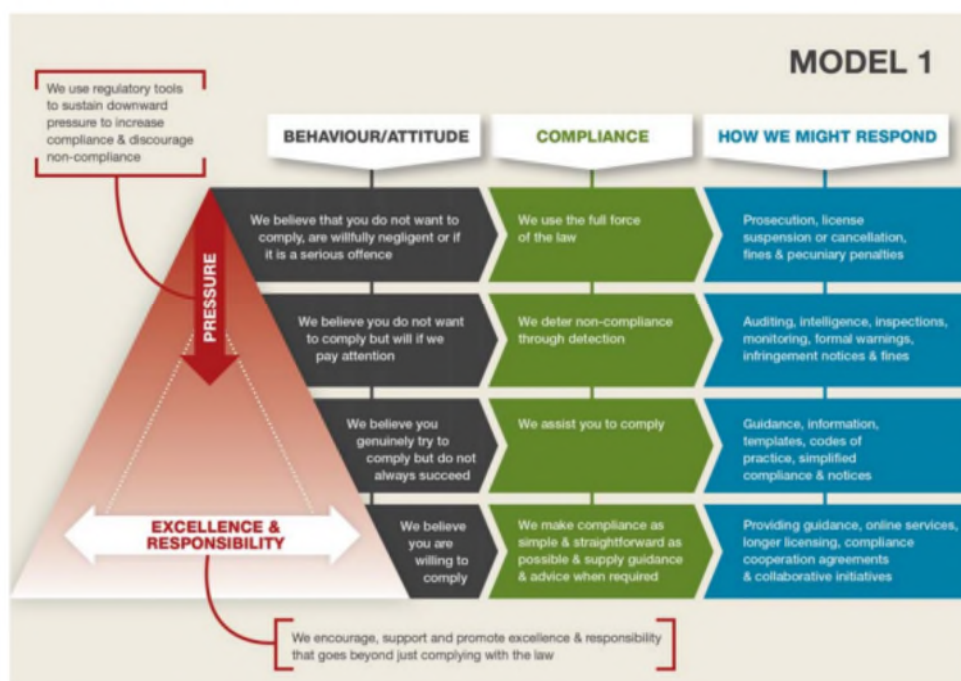 MODEL 1
We use regulatory tools
to sustain downward
pressure to increase
compliance & discourage
non-compliance
BEHAVIOUR/ATTITUDE
COMPLIANCE
HOW WE MIGHT RESPOND
We believe that you do not want to
comply, are willfully negligent or if
it is a serious offence
We use the full force
of the law
Prosecution, license
suspension or cancellation,
fines & pecuniary penalties
PRESSURE
We believe you do not want
to comply but will if we
pay attention
We deter non-compliance
through detection
Auditing, intelligence, inspections,
monitoring, formal warnings,
infringement notices & fines
We believe you
genuinely try to
comply but do not
always succeed
We assist you to comply
Guidance, information,
templates, codes of
practice, simplified
compliance & notices
EXCELLENCE &
RESPONSIBILITY
We believe
you are
willing to
comply
We make compliance as
simple & straightforward as
possible & supply guidance
& advice when required
Providing guidance, online services,
longer licensing, compliance
cooperation agreements
& collaborative initiatives
We encourage, support and promote excellence & responsibility
that goes beyond just complying with the law